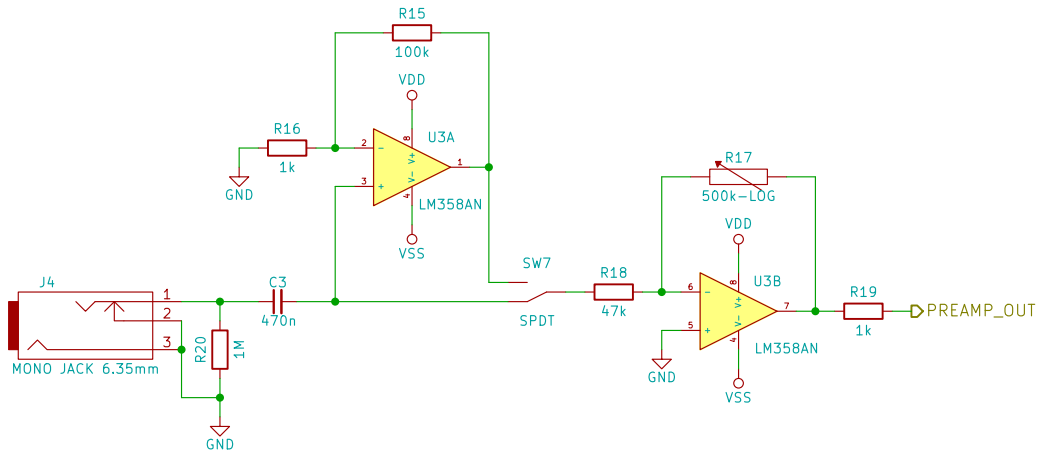 R15
100k
VDD
R16
1k
GND
2
3
8
V+
V-
4
1
U3A
LM358AN
VSS
J4
1
2
3
MONO JACK 6.35mm
R20
1M
GND
C3
470n
SW7
SPDT
R18
47k
R17
500k-LOG
VDD
6
5
8
V+
V-
4
7
U3B
LM358AN
GND
VSS
R19
1k
PREAMP_OUT